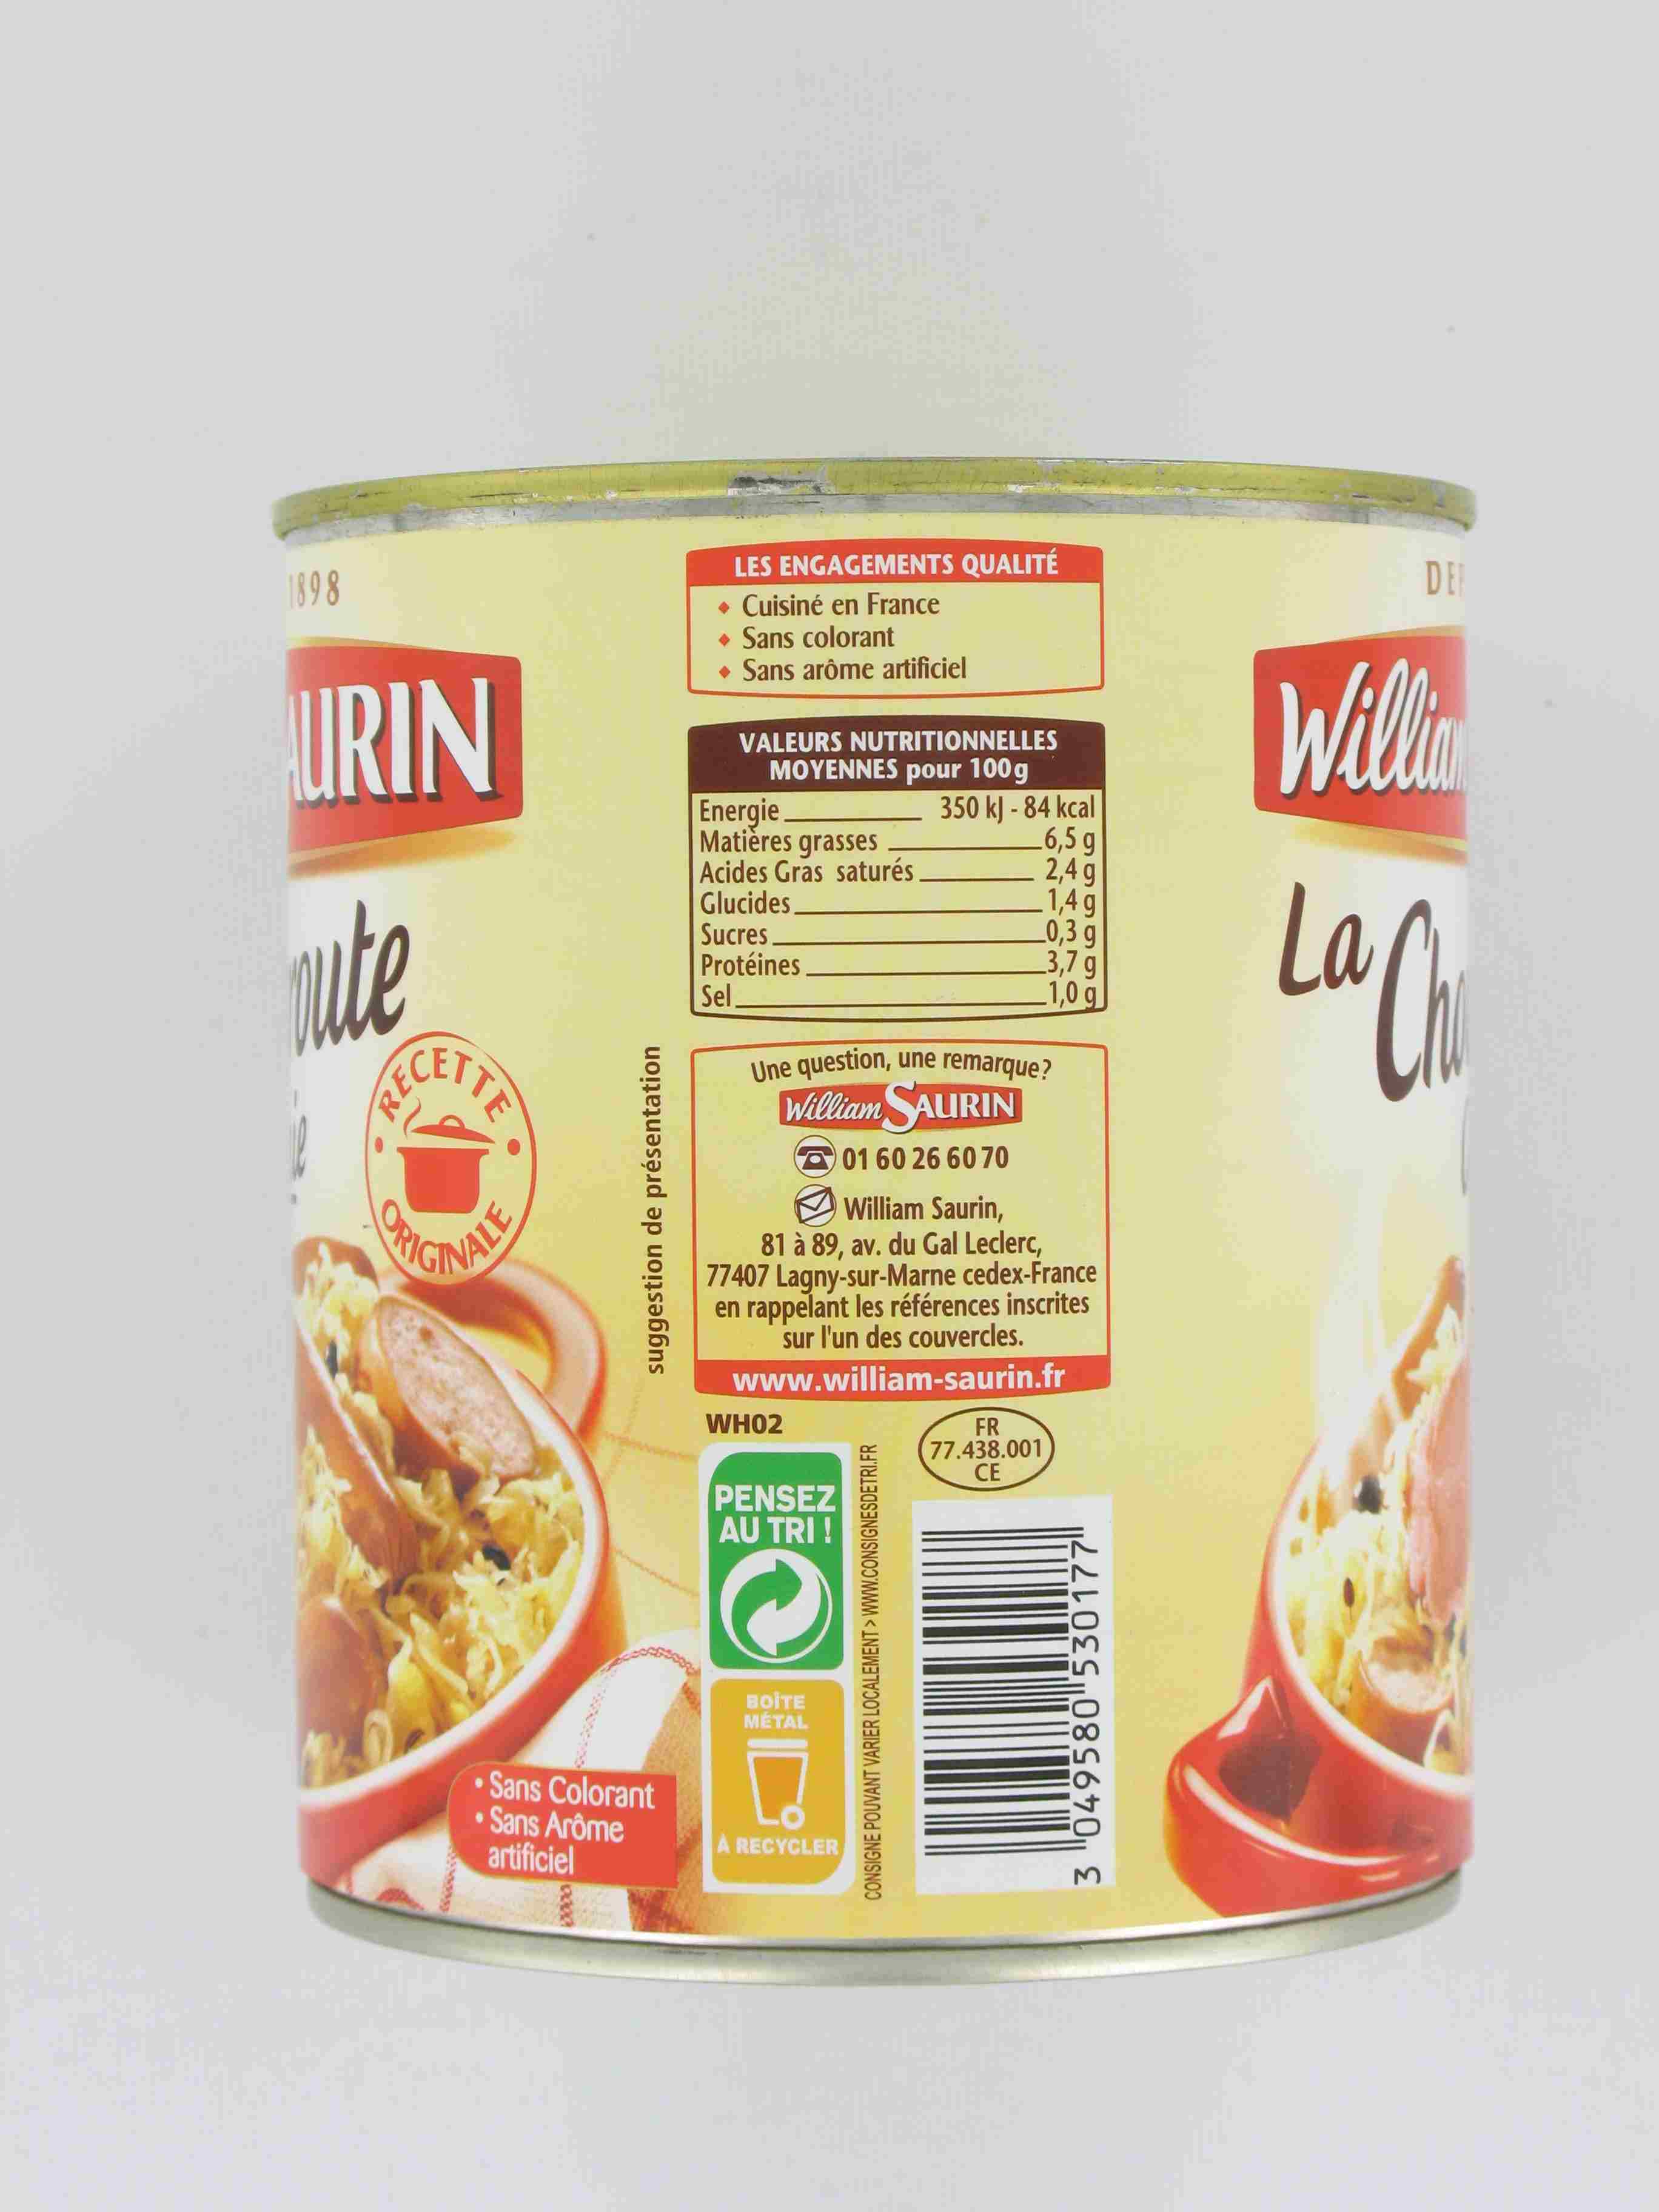 1898
AURIN
oute
ie
RECETTE
ORIGINALE
• Sans Colorant
• Sans Arôme
artificiel
suggestion de présentation
LES ENGAGEMENTS QUALITÉ
♦ Cuisiné en France
♦ Sans colorant
♦ Sans arôme artificiel
VALEURS NUTRITIONNELLES
MOYENNES pour 100g
Energie 350 kJ - 84 kcal
Matières grasses 6,5 g
Acides Gras saturés 2,4 g
Glucides 1,4 g
Sucres 0,3 g
Protéines 3,7 g
Sel 1,0 g
Une question, une remarque?
William SAURIN
01 60 26 60 70
William Saurin,
81 à 89, av. du Gal Leclerc,
77407 Lagny-sur-Marne cedex-France
en rappelant les références inscrites
sur l'un des couvercles.
www.william-saurin.fr
WH02
FR
77.438.001
CE
PENSEZ
AU TRI !
BOÎTE
MÉTAL
À RECYCLER
CONSIGNE POUVANT VARIER LOCALEMENT > WWW.CONSIGNESDETRI.FR
3 049580 530177
DEP
William
La Cho